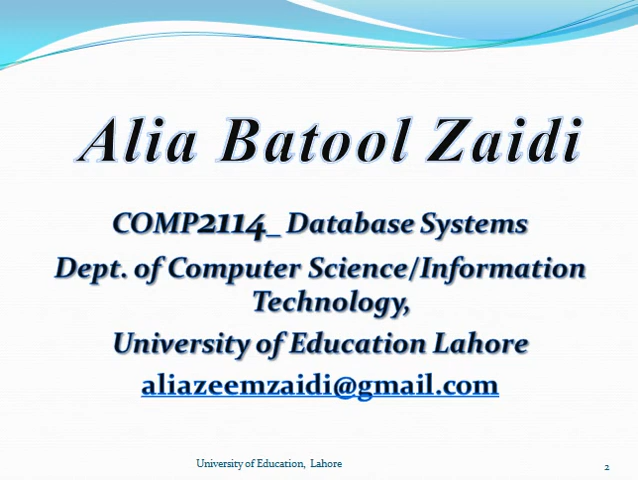 Alia Batool Zaidi
COMP2114_ Database Systems
Dept. of Computer Science/Information
Technology,
University of Education Lahore
aliazeemzaidi@gmail.com
University of Education, Lahore
2